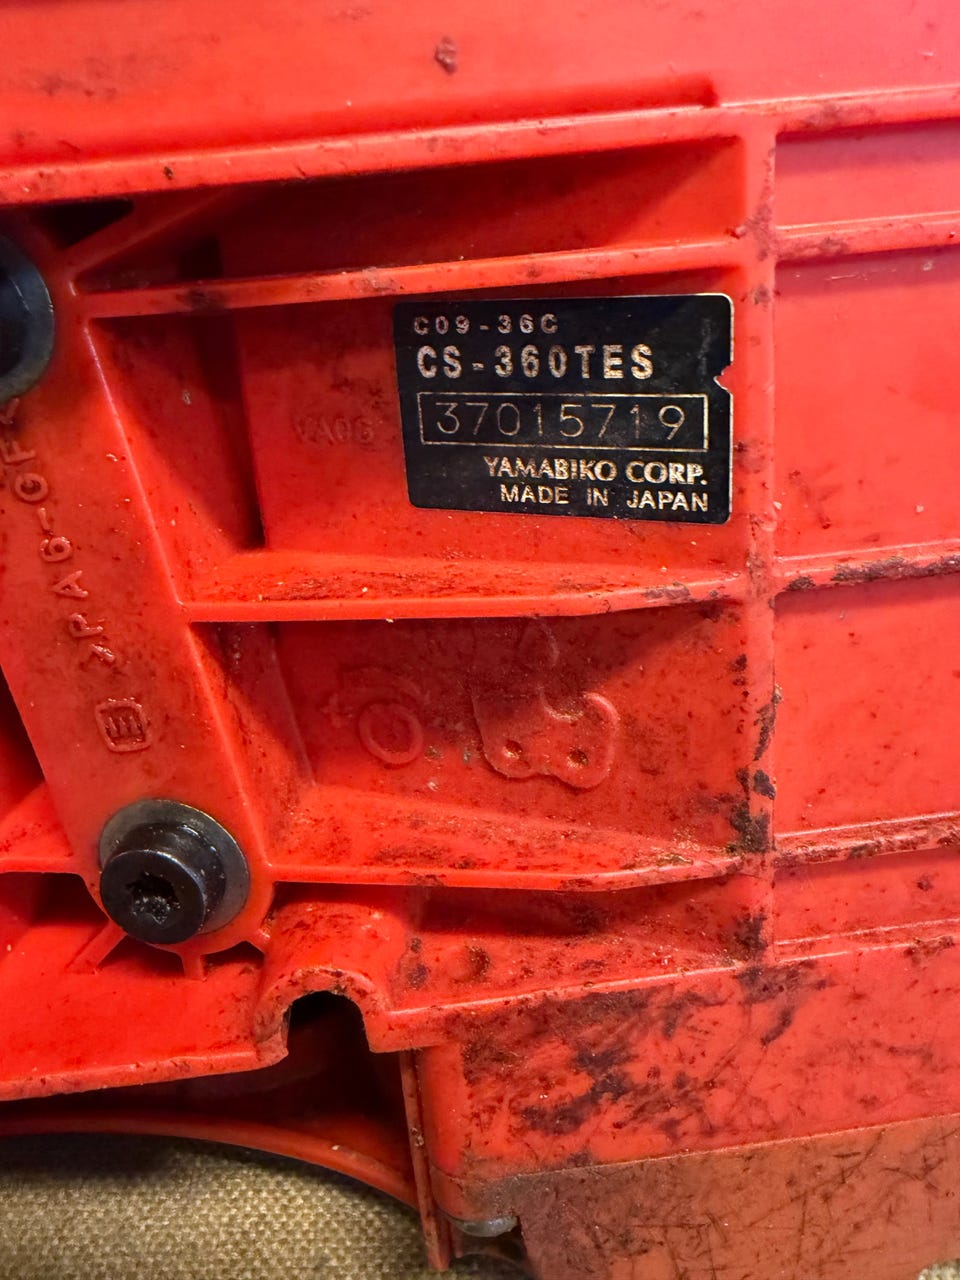 C09-36C
CS-360TES
37015719
YAMABIKO CORP.
MADE IN JAPAN